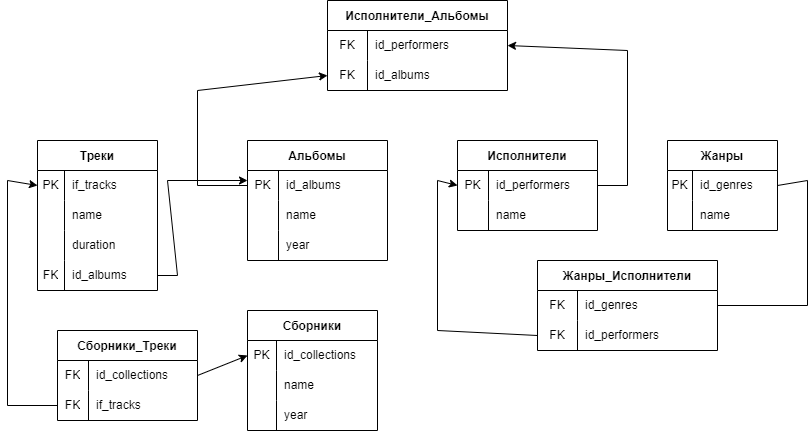 Исполнители_Альбомы
FK id_performers
FK id_albums
Треки
PK if_tracks
name
duration
FK id_albums
Альбомы
PK id_albums
name
year
Исполнители
PK id_performers
name
Жанры
PK id_genres
name
Жанры_Исполнители
FK id_genres
FK id_performers
Сборники_Треки
FK id_collections
FK if_tracks
Сборники
PK id_collections
name
year